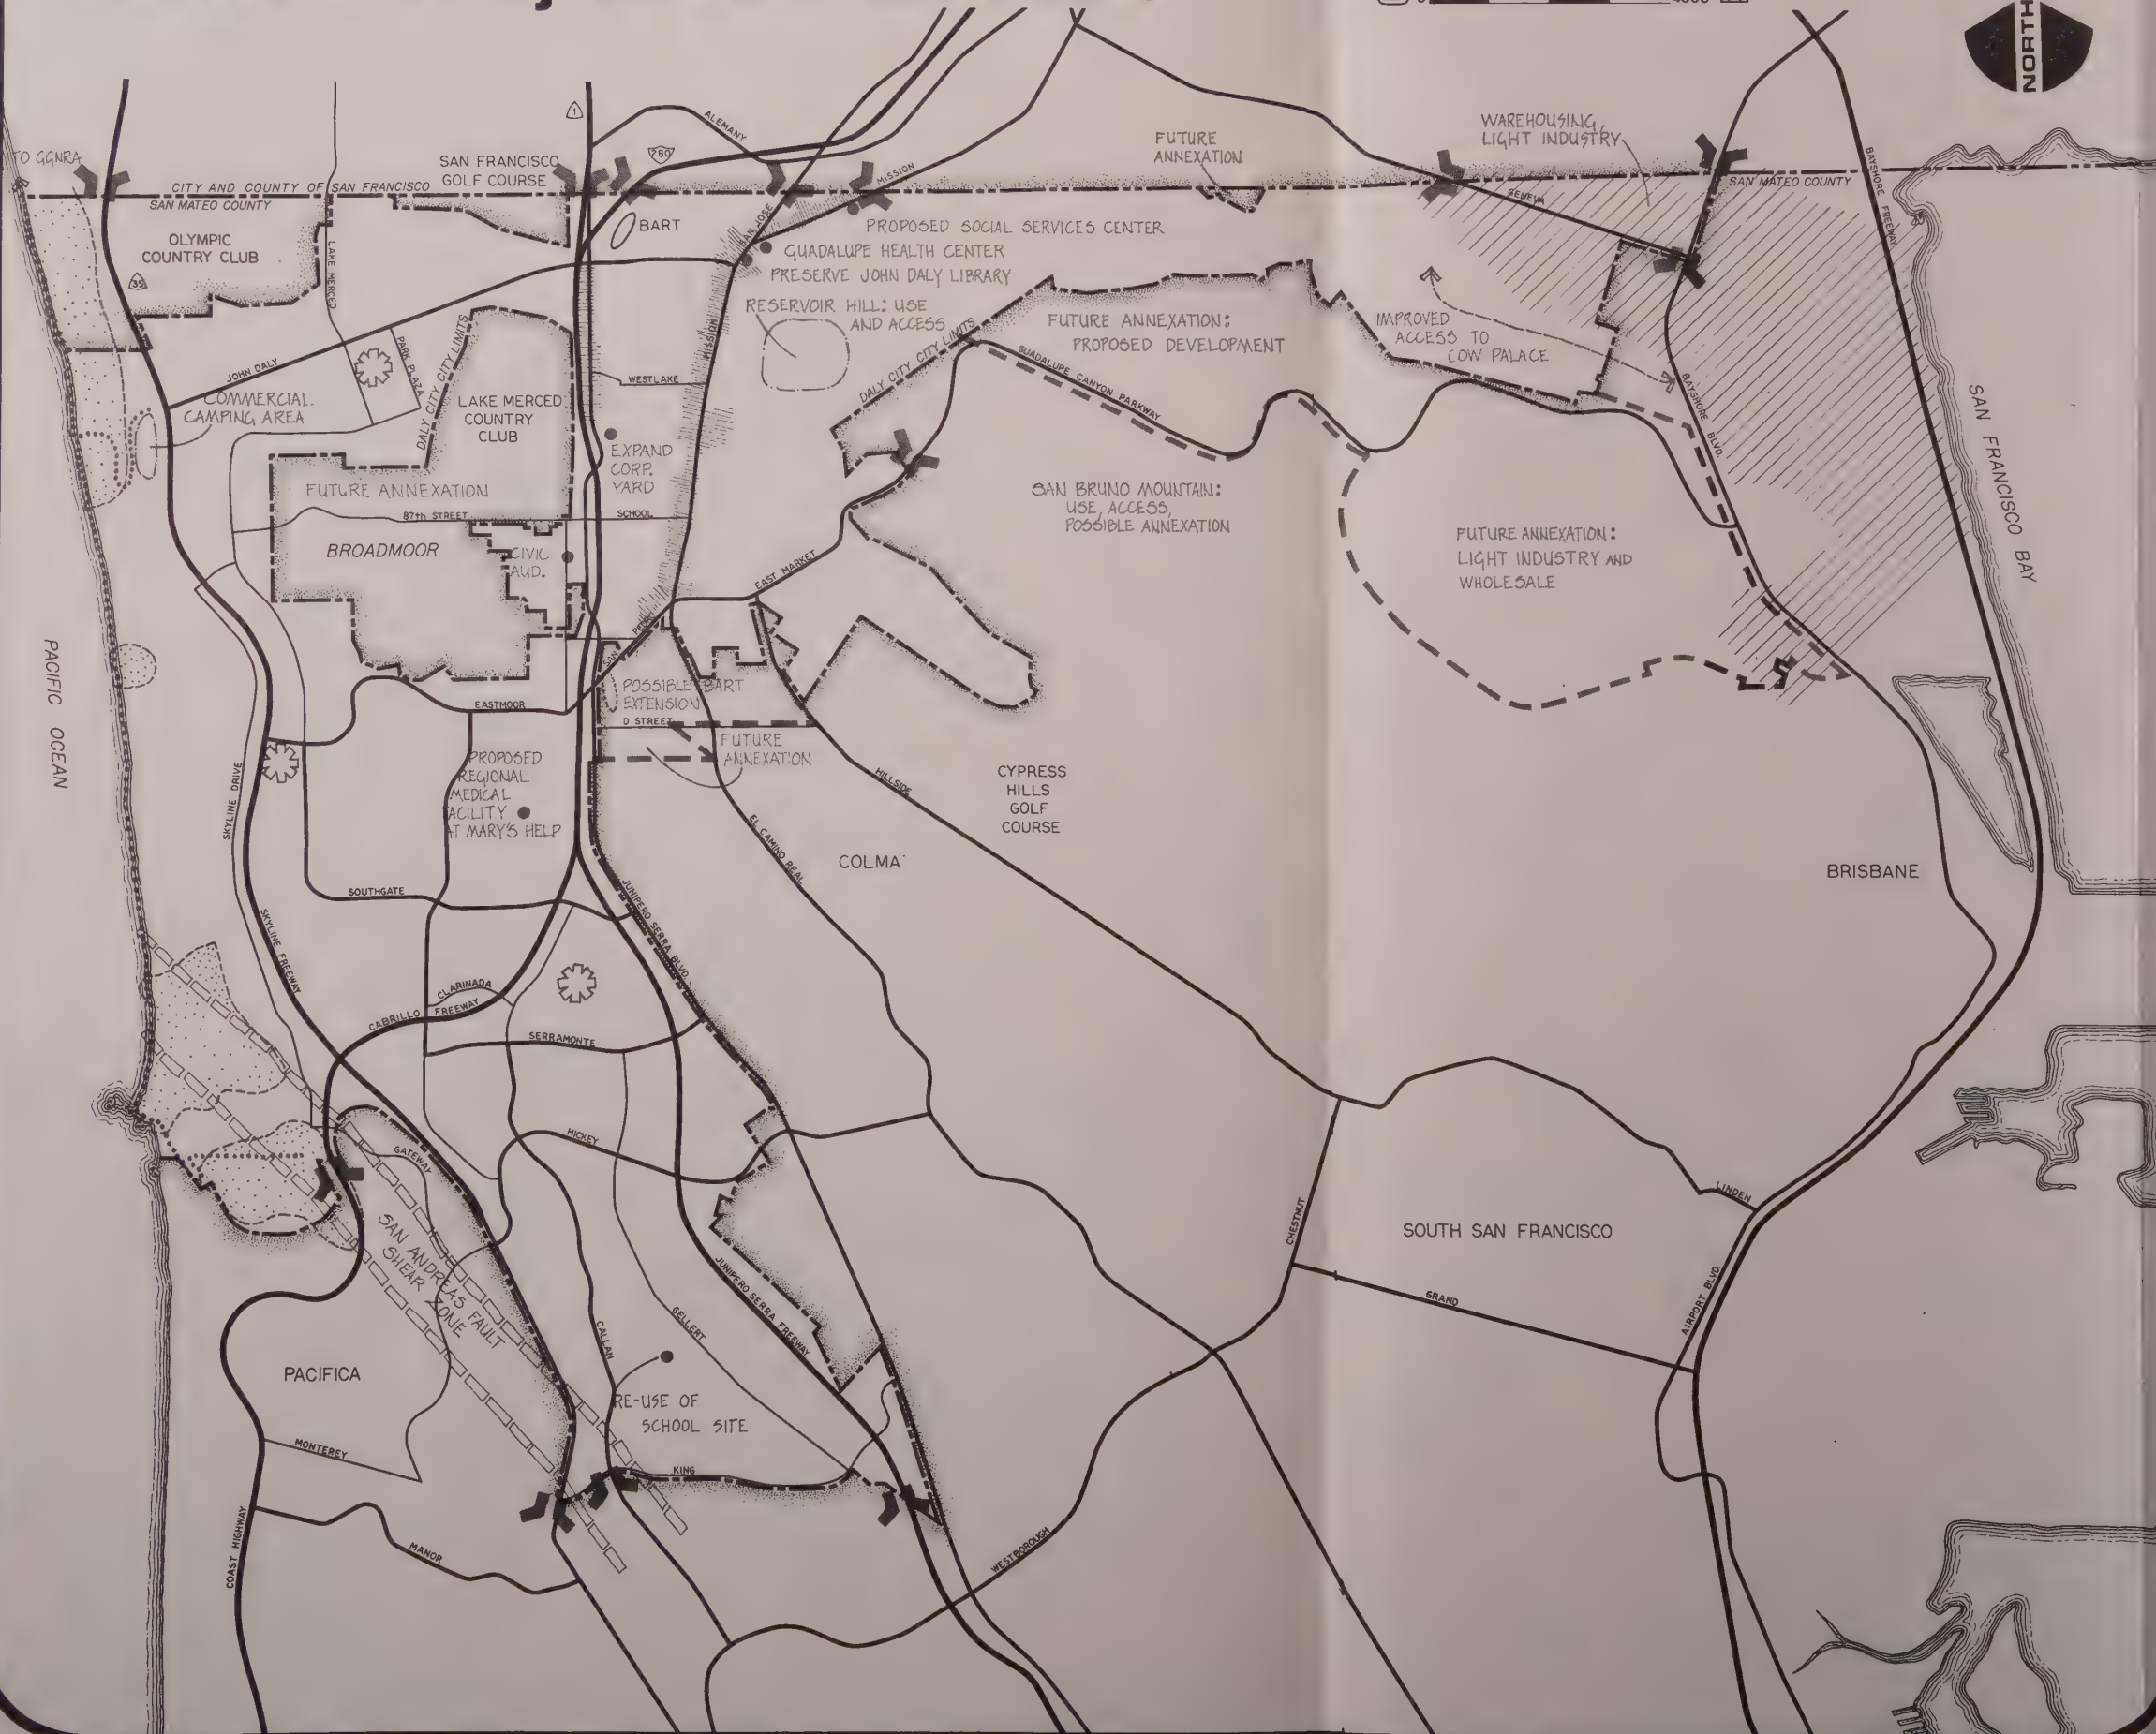 NORTH
TO GGNRA
CITY AND COUNTY OF SAN FRANCISCO
SAN MATEO COUNTY
SAN FRANCISCO
GOLF COURSE
1
280
ALEMANY
MISSION
SAN JOSE
BART
FUTURE
ANNEXATION
WAREHOUSING,
LIGHT INDUSTRY
GENEVA
SAN MATEO COUNTY
BAYSHORE FREEWAY
OLYMPIC
COUNTRY CLUB
35
LAKE MERCED
PROPOSED SOCIAL SERVICES CENTER
GUADALUPE HEALTH CENTER
PRESERVE JOHN DALY LIBRARY
RESERVOIR HILL: USE
AND ACCESS
MISSION
DALY CITY LIMITS
FUTURE ANNEXATION:
PROPOSED DEVELOPMENT
GUADALUPE CANYON PARKWAY
IMPROVED
ACCESS TO
COW PALACE
BAYSHORE BLVD.
SAN FRANCISCO BAY
JOHN DALY
PARK PLAZA
DALY CITY LIMITS
COMMERCIAL
CAMPING AREA
LAKE MERCED
COUNTRY
CLUB
WESTLAKE
EXPAND
CORP.
YARD
FUTURE ANNEXATION
87th STREET
SCHOOL
BROADMOOR
CIVIC
AUD.
SAN BRUNO MOUNTAIN:
USE, ACCESS,
POSSIBLE ANNEXATION
FUTURE ANNEXATION:
LIGHT INDUSTRY AND
WHOLESALE
EAST MARKET
SAN PEDRO
PACIFIC OCEAN
POSSIBLE BART
EXTENSION
EASTMOOR
D STREET
FUTURE
ANNEXATION
PROPOSED
REGIONAL
MEDICAL
FACILITY
AT MARY'S HELP
SKYLINE DRIVE
HILLSIDE
CYPRESS
HILLS
GOLF
COURSE
EL CAMINO REAL
COLMA
BRISBANE
SOUTHGATE
JUNIPERO SERRA BLVD.
SKYLINE FREEWAY
CLARINADA
CABRILLO FREEWAY
SERRAMONTE
HICKEY
GATEWAY
SAN ANDREAS FAULT
SHEAR ZONE
LINDEN
CHESTNUT
SOUTH SAN FRANCISCO
JUNIPERO SERRA FREEWAY
GRAND
AIRPORT BLVD.
CALLAN
GELLERT
PACIFICA
RE-USE OF
SCHOOL SITE
MONTEREY
KING
COAST HIGHWAY
MANOR
WESTBOROUGH